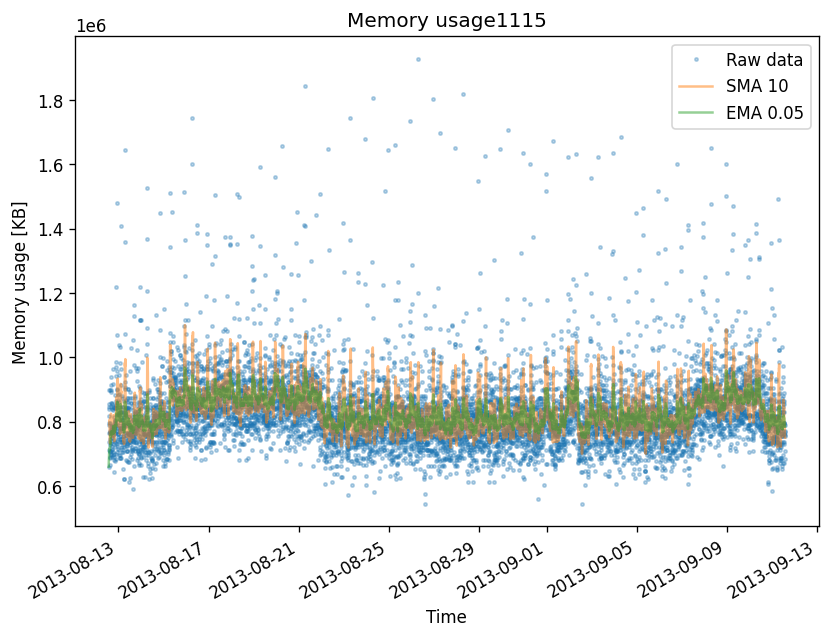 Memory usage1115
1e6
Raw data
SMA 10
EMA 0.05
1.8
1.6
1.4
1.2
1.0
0.8
0.6
Memory usage [KB]
2013-08-13
2013-08-17
2013-08-21
2013-08-25
2013-08-29
2013-09-01
2013-09-05
2013-09-09
2013-09-13
Time